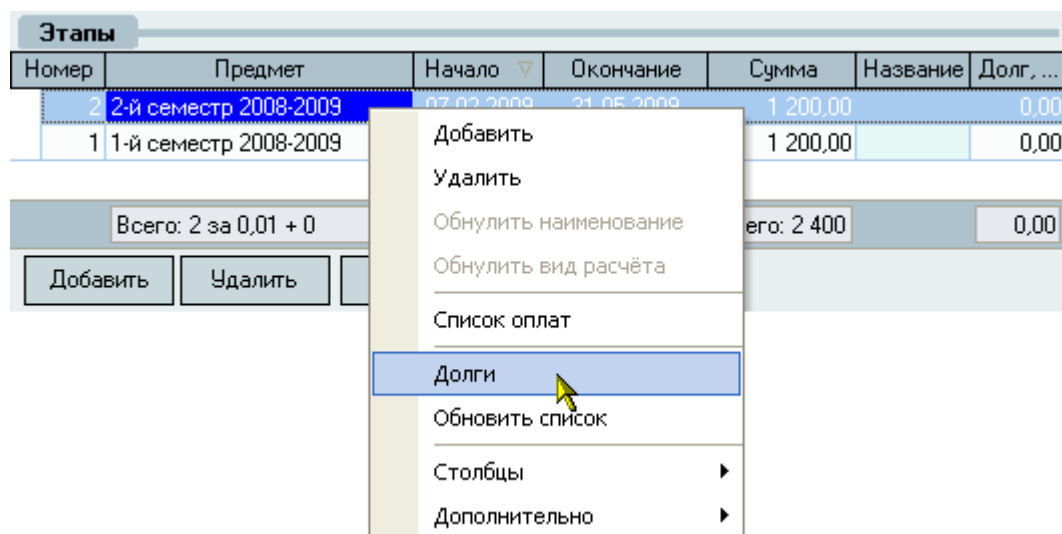 Этапы
Номер Предмет Начало Окончание Сумма Название Долг, ...
2 2-й семестр 2008-2009 07.02.2009 31.05.2009 1 200,00 0,00
1 1-й семестр 2008-2009 1 200,00 0,00
Всего: 2 за 0,01 + 0 его: 2 400 0,00
Добавить Удалить
Добавить
Удалить
Обнулить наименование
Обнулить вид расчёта
Список оплат
Долги
Обновить список
Столбцы
Дополнительно